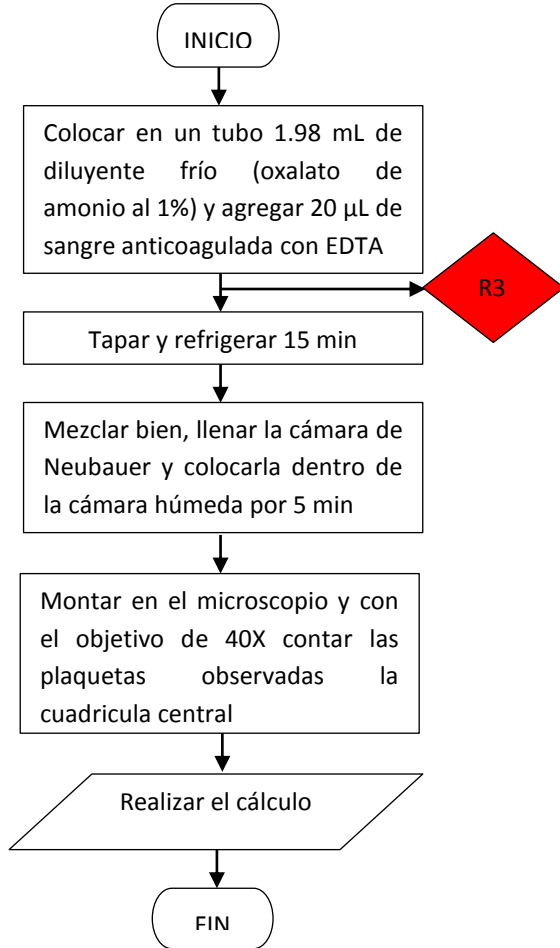 INICIO
Colocar en un tubo 1.98 mL de
diluyente frío (oxalato de
amonio al 1%) y agregar 20 µL de
sangre anticoagulada con EDTA
R3
Tapar y refrigerar 15 min
Mezclar bien, llenar la cámara de
Neubauer y colocarla dentro de
la cámara húmeda por 5 min
Montar en el microscopio y con
el objetivo de 40X contar las
plaquetas observadas la
cuadricula central
Realizar el cálculo
FIN